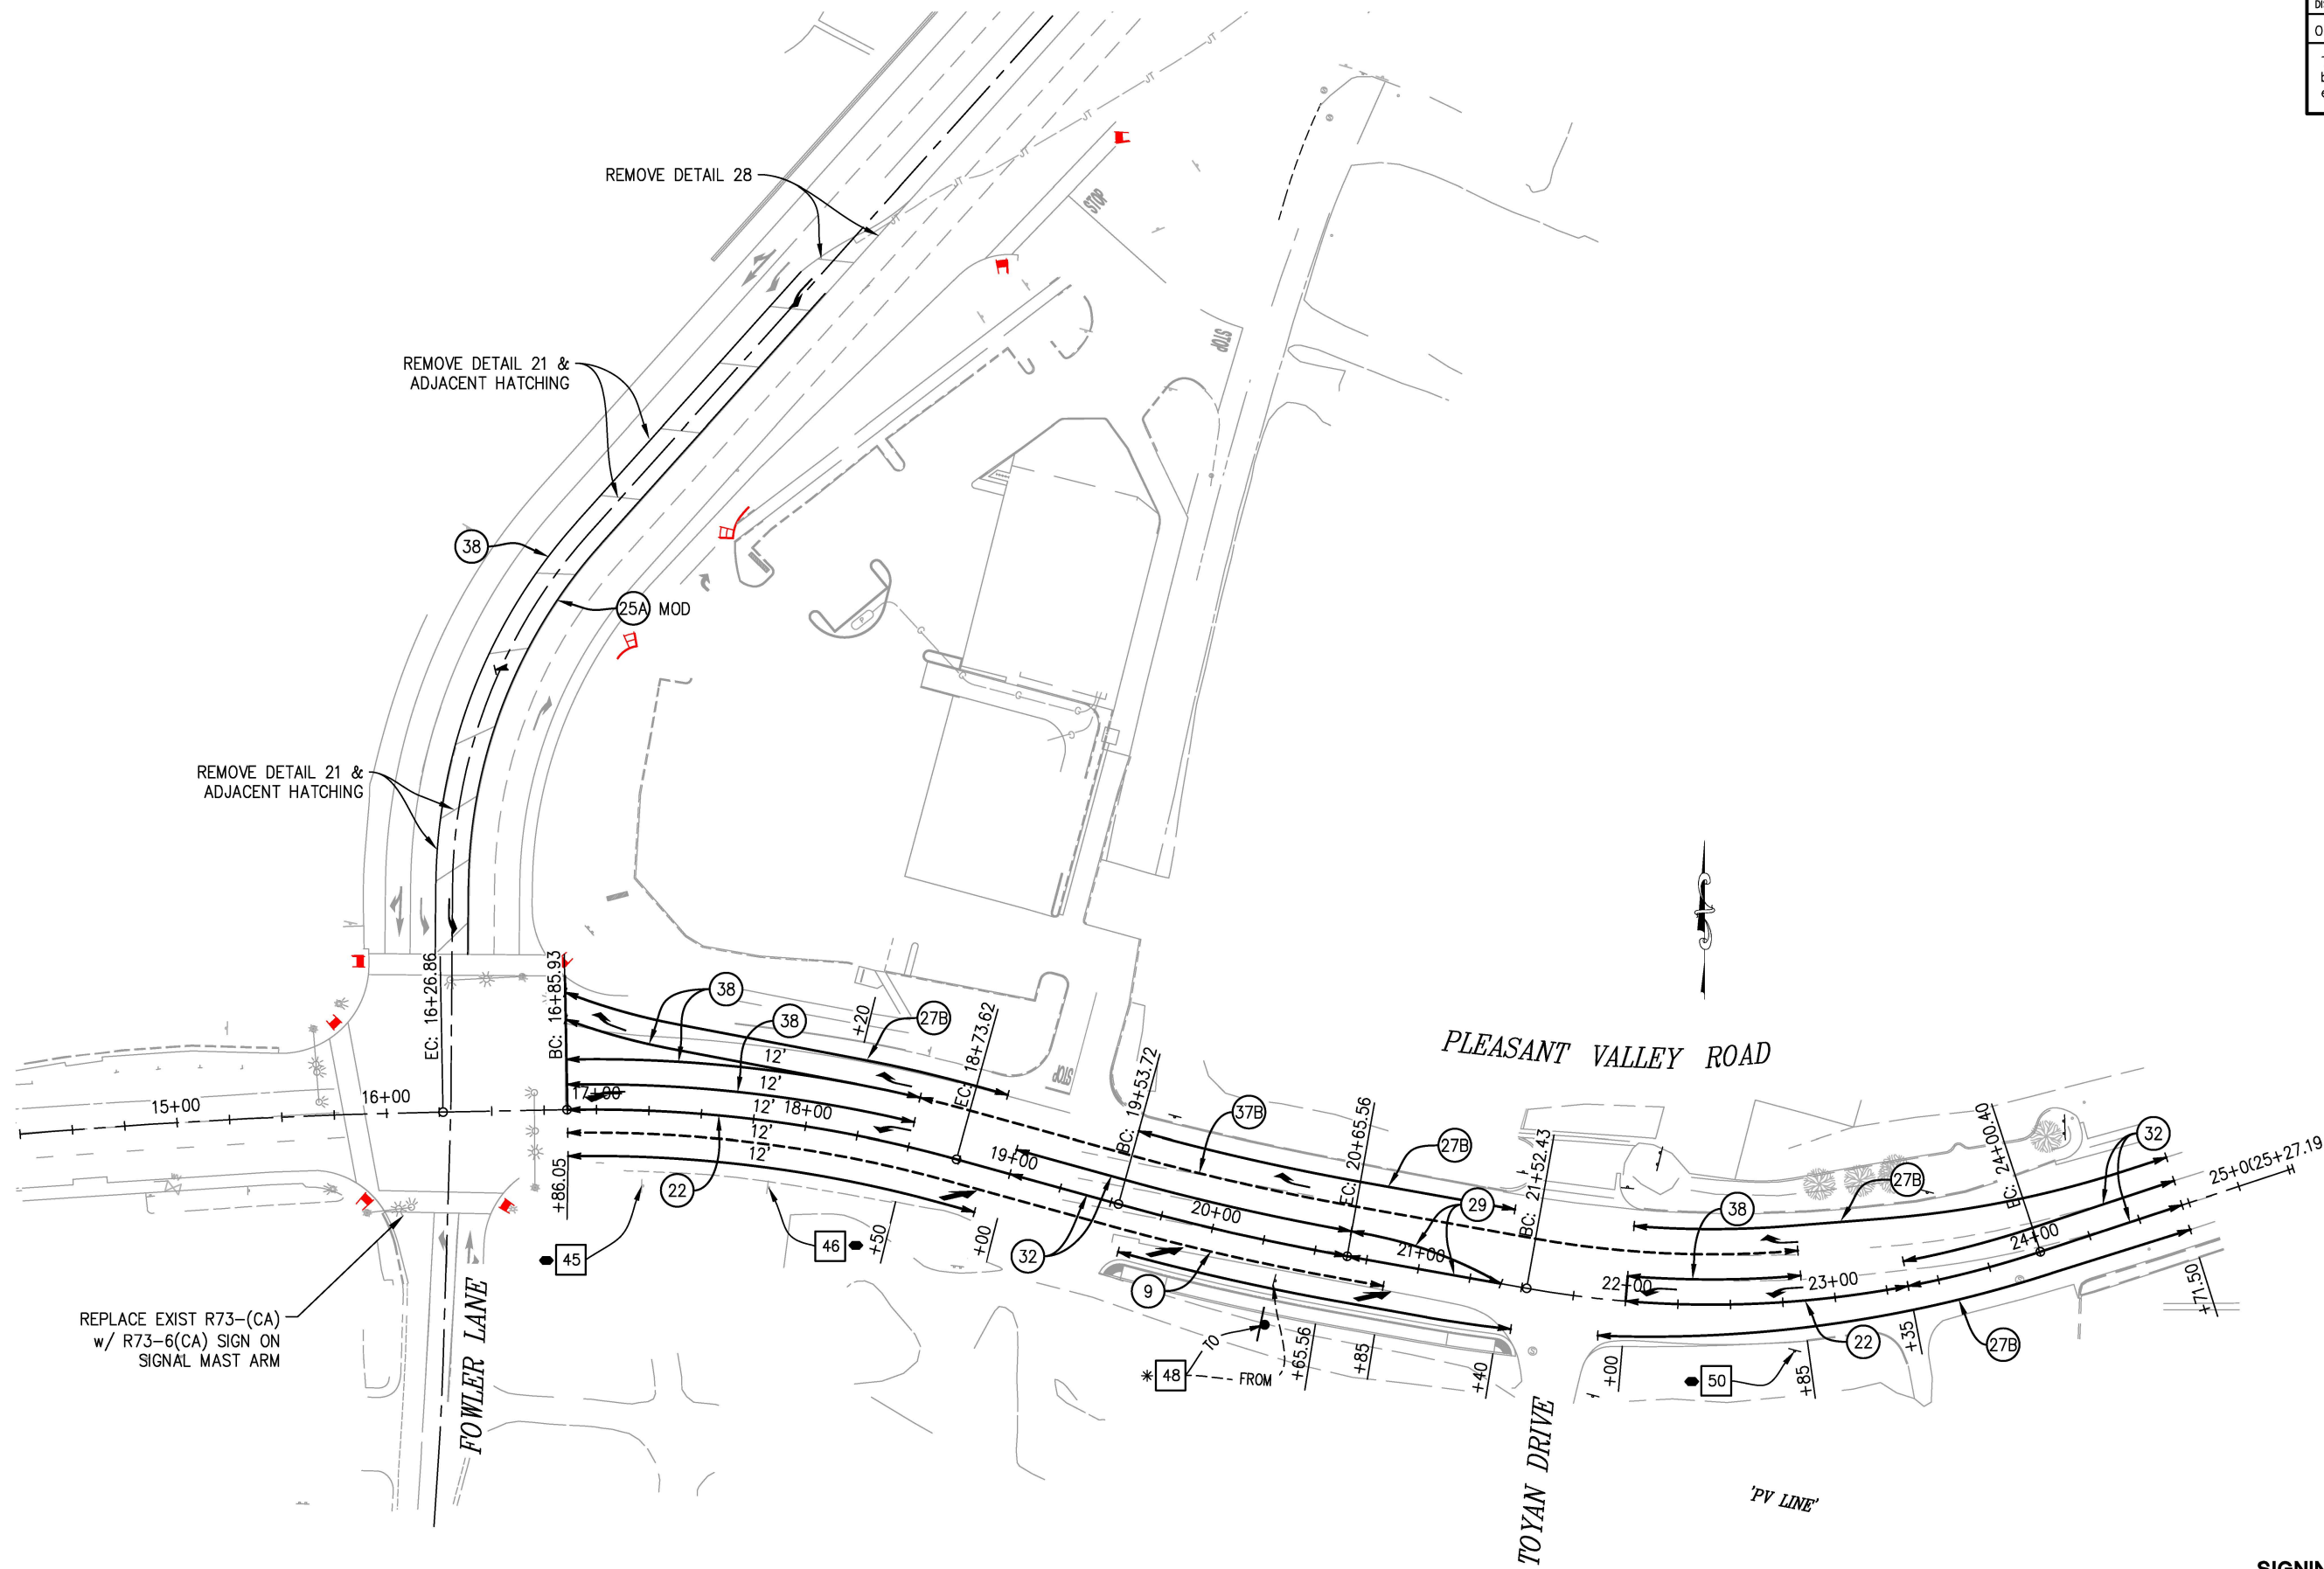 REMOVE DETAIL 28
STOP
STOP
REMOVE DETAIL 21 &
ADJACENT HATCHING
38
25A MOD
REMOVE DETAIL 21 &
ADJACENT HATCHING
EC: 16+26.86
BC: 16+85.93
38
38
+20
27B
EC: 18+73.62
STOP
12'
12'
12'
12'
12'
15+00
16+00
17+00
18+00
19+00
20+00
21+00
22+00
23+00
24+00
25+0(25+27.19
BC: 19+53.72
37B
EC: 20+65.56
27B
29
BC: 21+52.43
PLEASANT VALLEY ROAD
38
27B
EC: 24+00.40
32
+86.05
22
45
46
+50
+00
32
9
REPLACE EXIST R73-(CA)
w/ R73-6(CA) SIGN ON
SIGNAL MAST ARM
FOWLER LANE
* 48
TO
FROM
+65.56
+85
+40
TOYAN DRIVE
+00
50
+85
22
+35
27B
+71.50
'PV LINE'